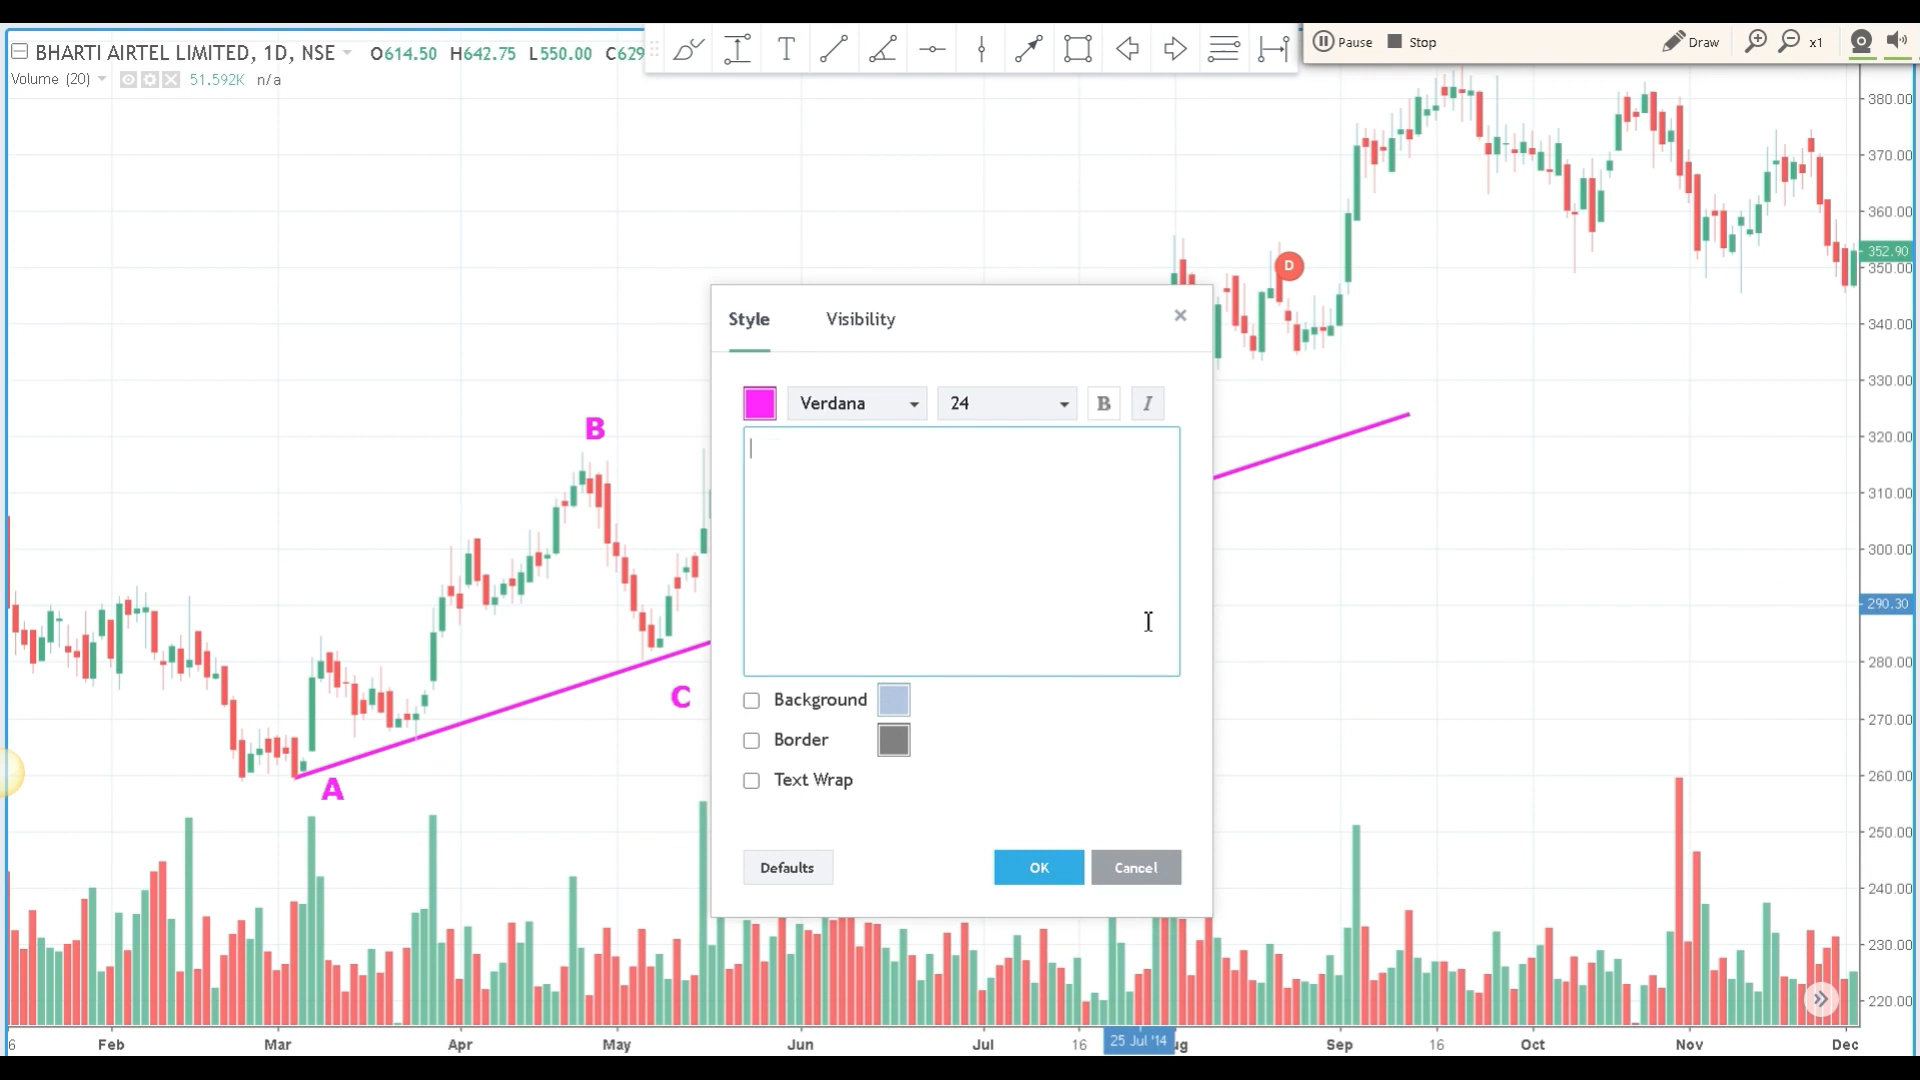 BHARTI AIRTEL LIMITED, 1D, NSE O614.50 H642.75 L550.00 C629
T
Pause Stop Draw x1
Volume (20) 51.592K n/a
380.00
370.00
360.00
352.90
350.00
340.00
330.00
320.00
310.00
300.00
290.30
280.00
270.00
260.00
250.00
240.00
230.00
220.00
D
Style Visibility ×
Verdana 24 B I
B
C
A
Background
Border
Text Wrap
Defaults OK Cancel
6 Feb Mar Apr May Jun Jul 16 25 Jul '14 ug Sep 16 Oct Nov Dec